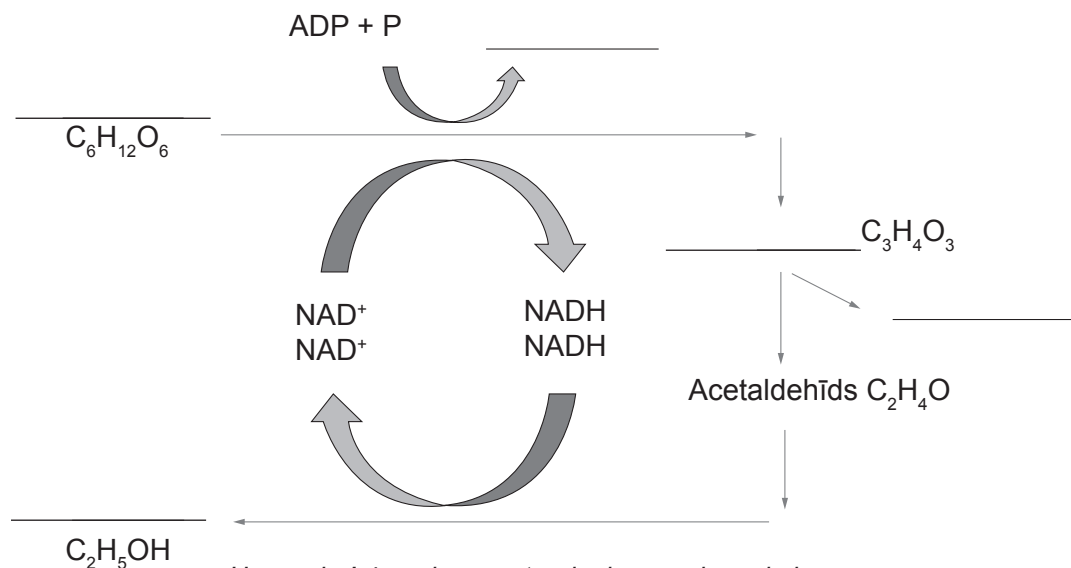 ADP + P
C₆H₁₂O₆
C₃H₄O₃
NAD⁺ NADH
NAD⁺ NADH
Acetaldehīds C₂H₄O
C₂H₅OH